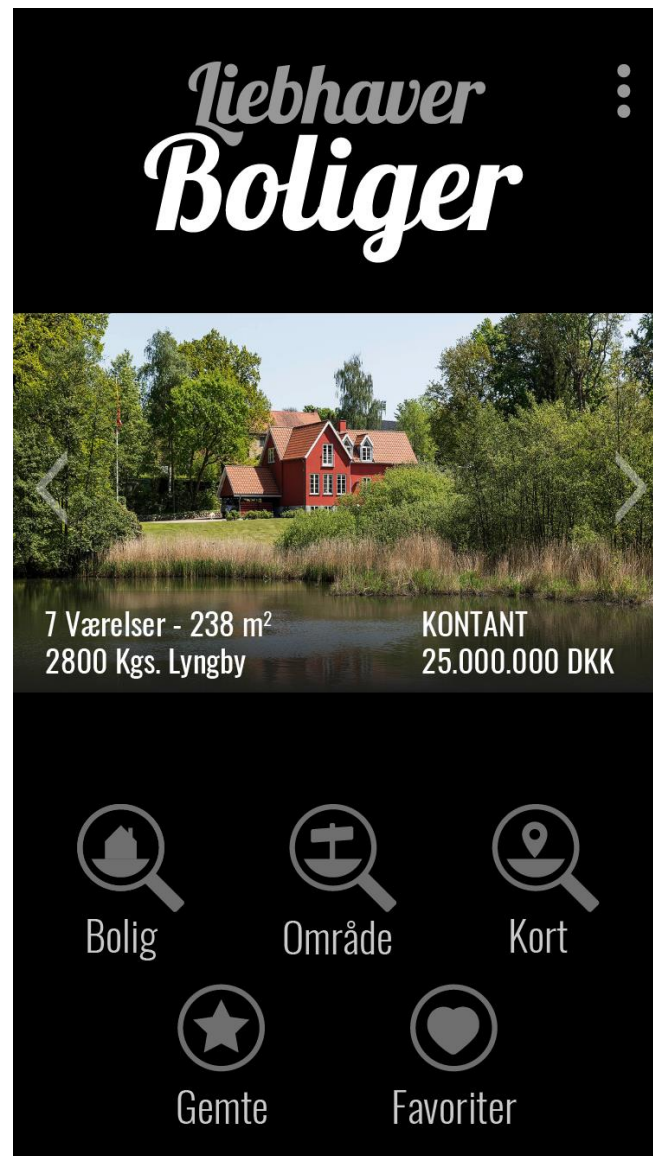 Liebhaver
Boliger
7 Værelser - 238 m²
2800 Kgs. Lyngby
KONTANT
25.000.000 DKK
Bolig
Område
Kort
Gemte
Favoriter